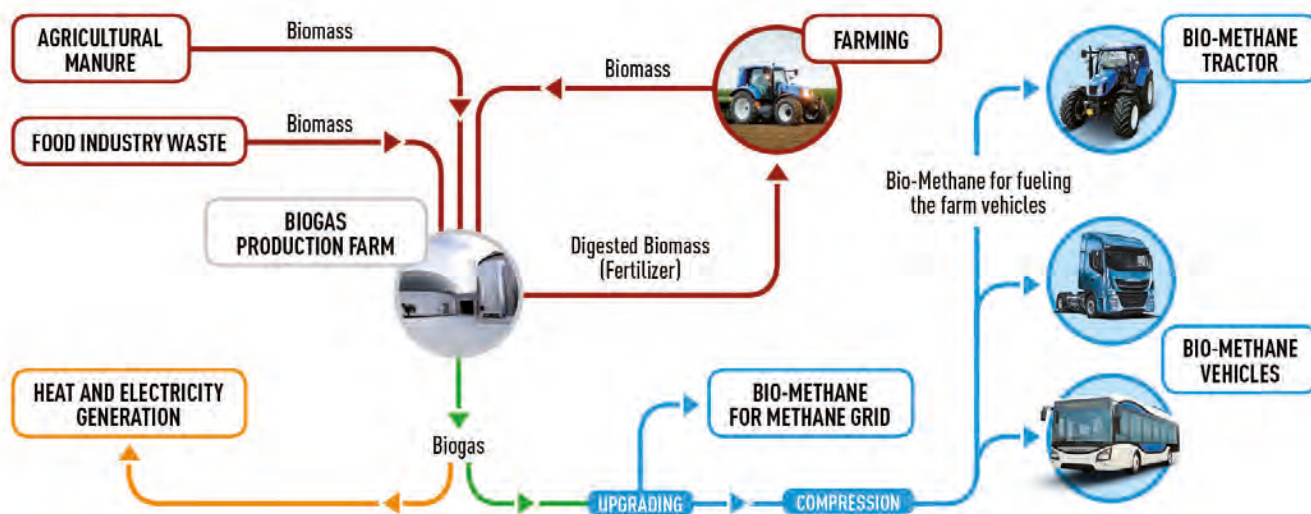 AGRICULTURAL
MANURE
Biomass
Biomass
FARMING
BIO-METHANE
TRACTOR
FOOD INDUSTRY WASTE
Biomass
BIOGAS
PRODUCTION FARM
Digested Biomass
(Fertilizer)
Bio-Methane for fueling
the farm vehicles
HEAT AND ELECTRICITY
GENERATION
Biogas
BIO-METHANE
FOR METHANE GRID
BIO-METHANE
VEHICLES
UPGRADING
COMPRESSION